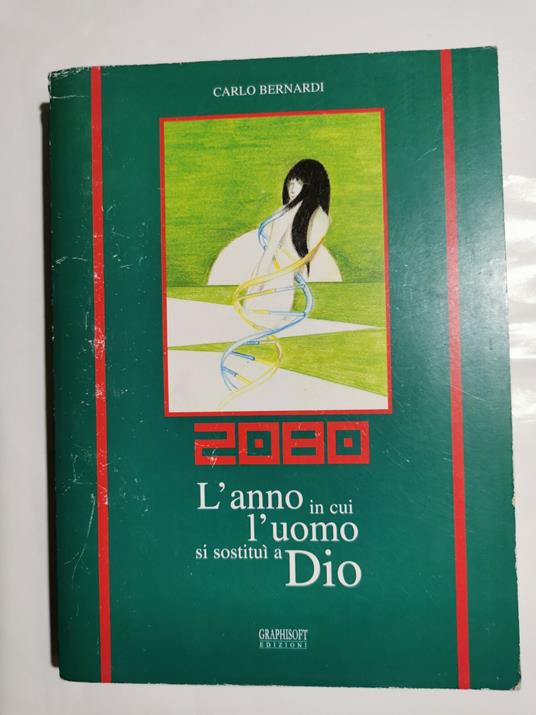 CARLO BERNARDI
2080
L'anno in cui
l'uomo
si sostituì a Dio
GRAPHISOFT
EDIZIONI